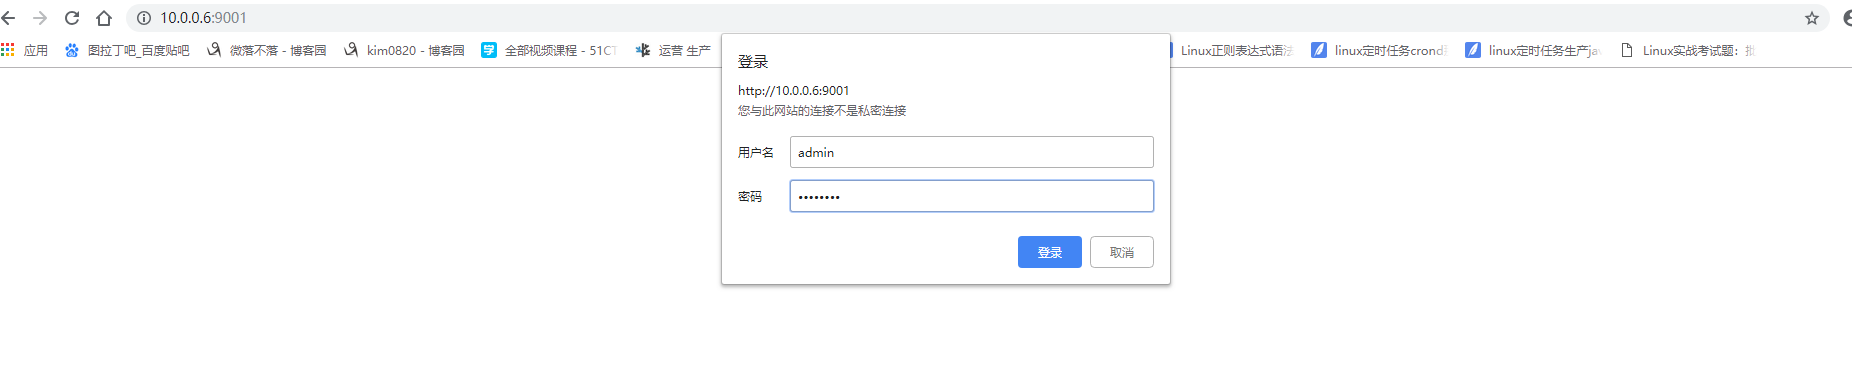 10.0.0.6:9001
应用 图拉丁吧_百度贴吧 微落不落 - 博客园 kim0820 - 博客园 全部视频课程 - 51CT 运营 生产 Linux正则表达式语法 linux定时任务crond linux定时任务生产jav Linux实战考试题：批
登录
http://10.0.0.6:9001
您与此网站的连接不是私密连接
用户名 admin
密码 ••••••••
登录 取消